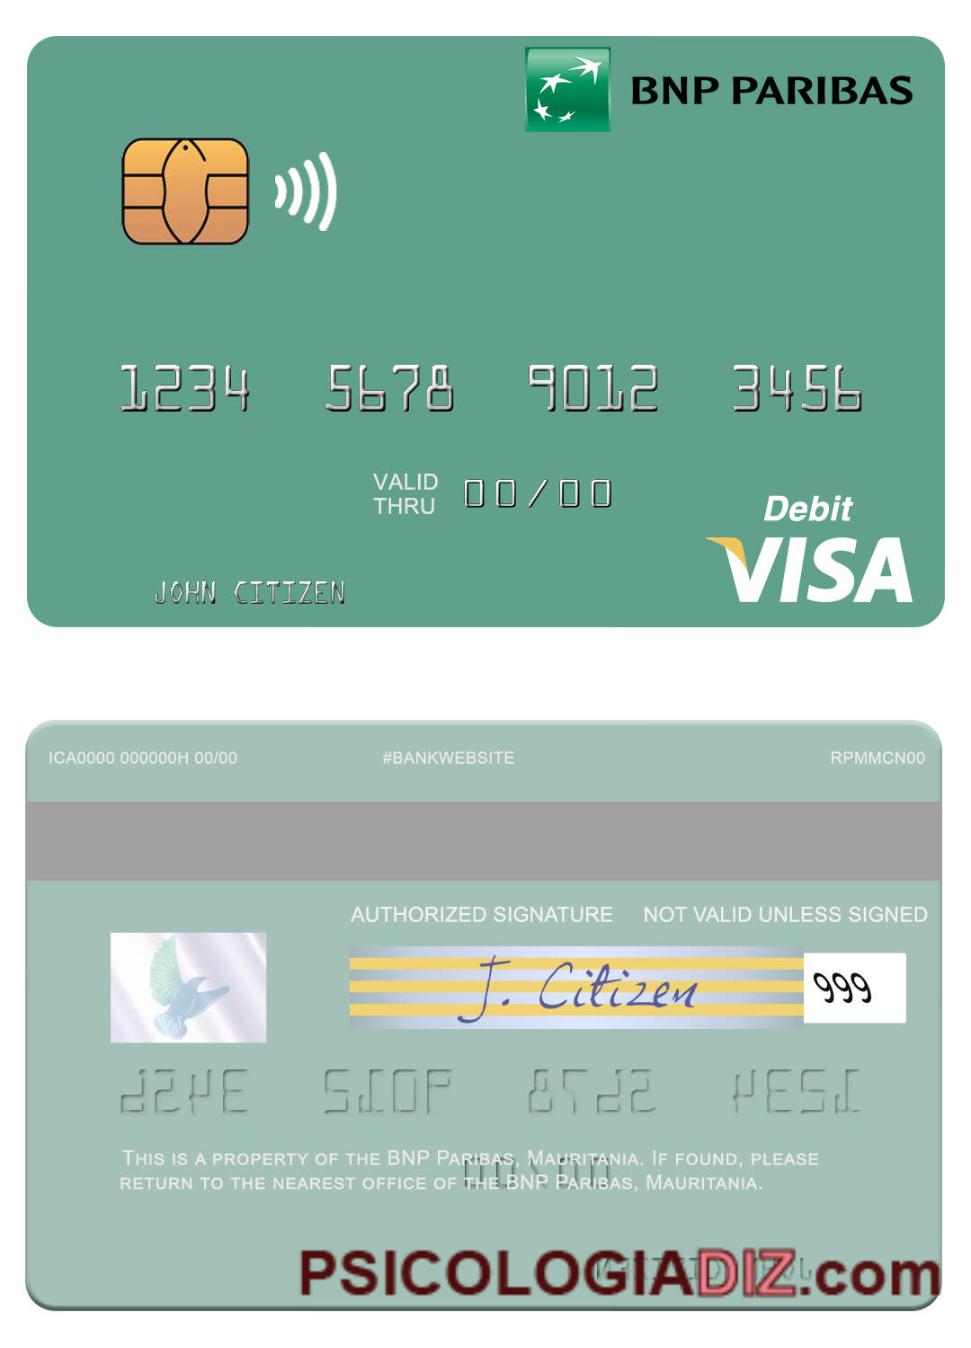 BNP PARIBAS
1234 5678 9012 3456
VALID
THRU 00/00
Debit
VISA
JOHN CITIZEN
ICA0000 000000H 00/00 #BANKWEBSITE RPMMCN00
AUTHORIZED SIGNATURE NOT VALID UNLESS SIGNED
J. Citizen 999
THIS IS A PROPERTY OF THE BNP PARIBAS, MAURITANIA. IF FOUND, PLEASE
RETURN TO THE NEAREST OFFICE OF THE BNP PARIBAS, MAURITANIA.
PSICOLOGIADIZ.com